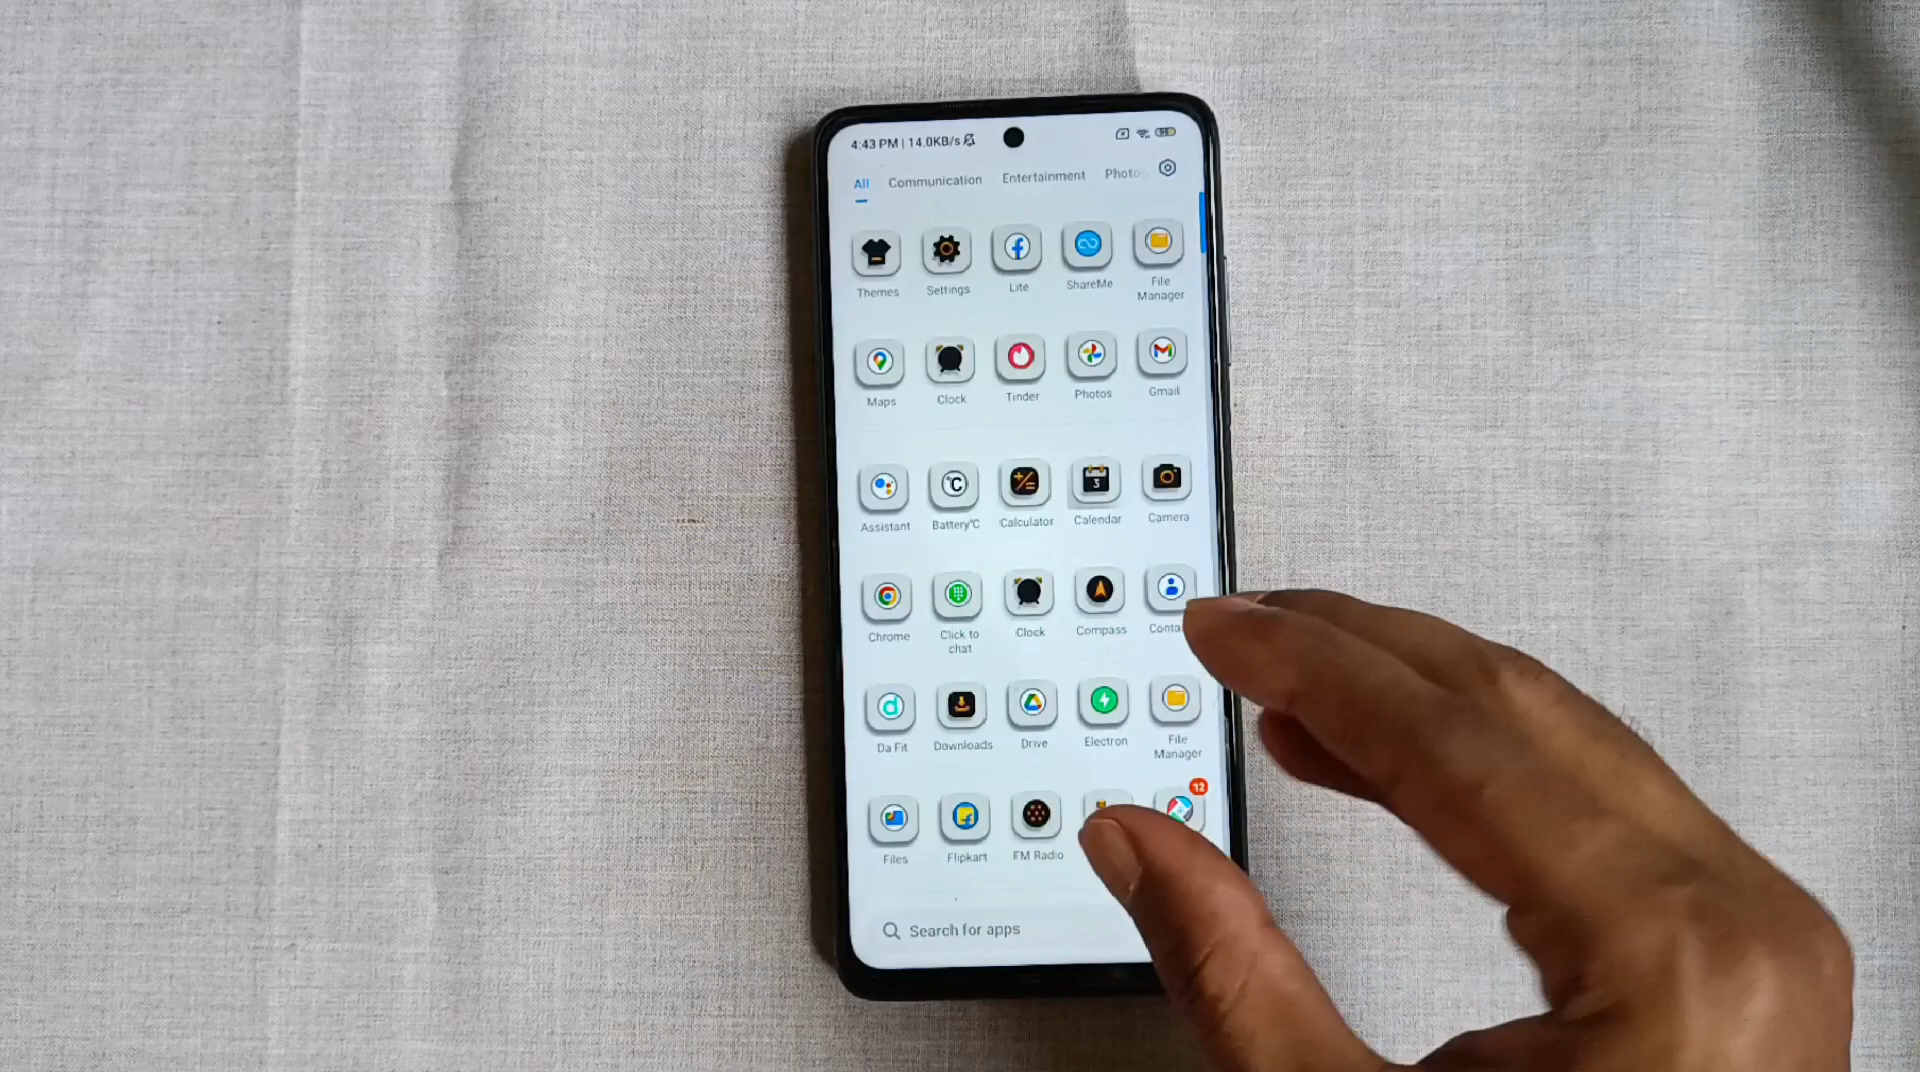 4:43 PM | 14.0KB/s
All Communication Entertainment Photo
Themes Settings Lite ShareMe File Manager
Maps Clock Tinder Photos Gmail
Assistant Battery°C Calculator Calendar Camera
Chrome Click to chat Clock Compass Conta
Da Fit Downloads Drive Electron File Manager
12
Files Flipkart FM Radio
Search for apps